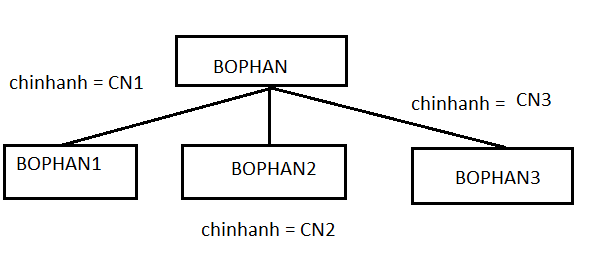 BOPHAN
chinhanh = CN1
chinhanh = CN3
BOPHAN1
BOPHAN2
BOPHAN3
chinhanh = CN2